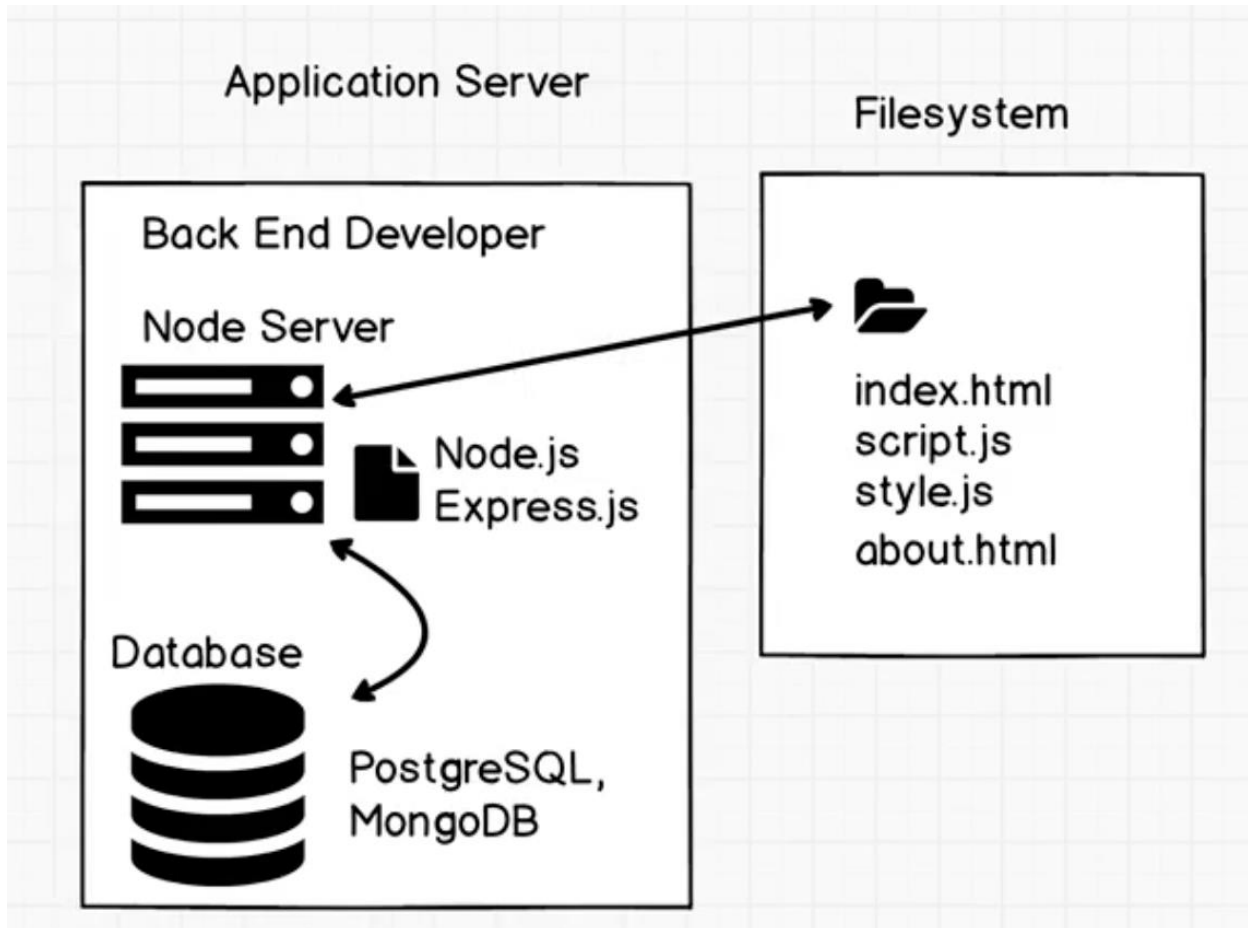 Application Server
Back End Developer
Node Server
Node.js
Express.js
Database
PostgreSQL,
MongoDB
Filesystem
index.html
script.js
style.js
about.html